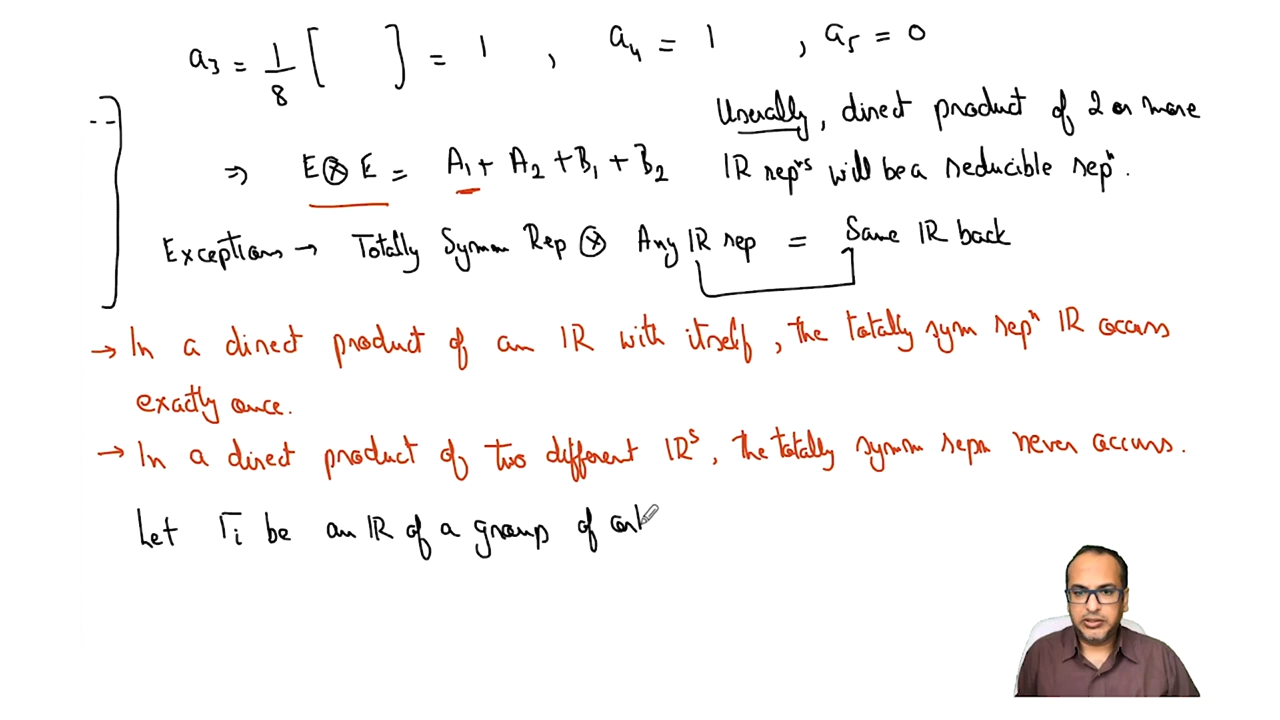 a₃ = 1/8 [ ] = 1 , a₄ = 1 , a₅ = 0
Usually, direct product of 2 or more
⇒ E ⊗ E = A₁ + A₂ + B₁ + B₂
IR repⁿˢ will be a reducible repⁿ.
Exceptions → Totally Symm Rep ⊗ Any IR rep = Same IR back
→ In a direct product of an IR with itself, the totally sym repⁿ IR occurs
exactly once.
→ In a direct product of two different IRˢ, the totally symm repn never occurs.
Let Γᵢ be an IR of a group of